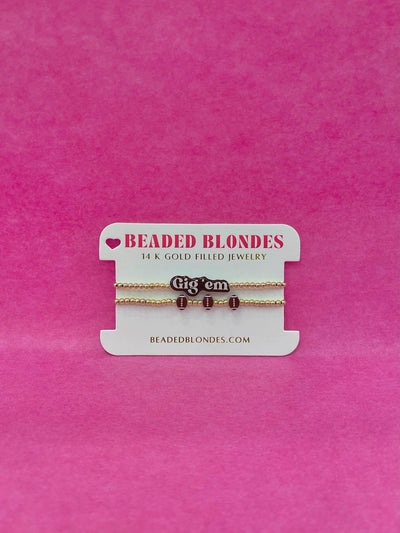 BEADED BLONDES
14 K GOLD FILLED JEWELRY
Gig 'em
BEADEDBLONDES.COM